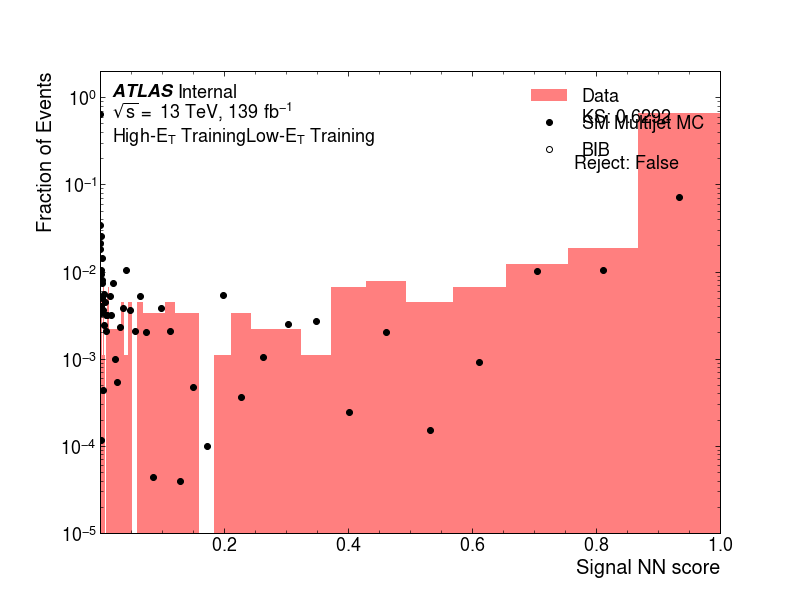 ATLAS Internal
√s = 13 TeV, 139 fb⁻¹
High-E_T TrainingLow-E_T Training
Data
KS: 0.6292
SM Multijet MC
BIB
Reject: False
Fraction of Events
10⁰
10⁻¹
10⁻²
10⁻³
10⁻⁴
10⁻⁵
0.2 0.4 0.6 0.8 1.0
Signal NN score